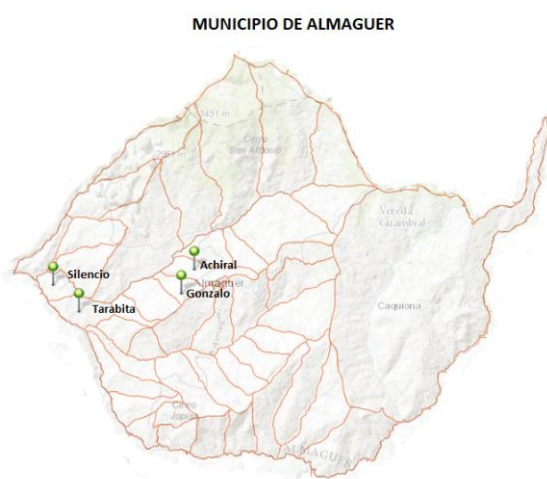 MUNICIPIO DE ALMAGUER
Cerro
San Antonio
Vereda
Guambial
Achiral
Silencio
Almaguer
Gonzalo
Tarabita
Caquiona
Cerro
ALMAGUER